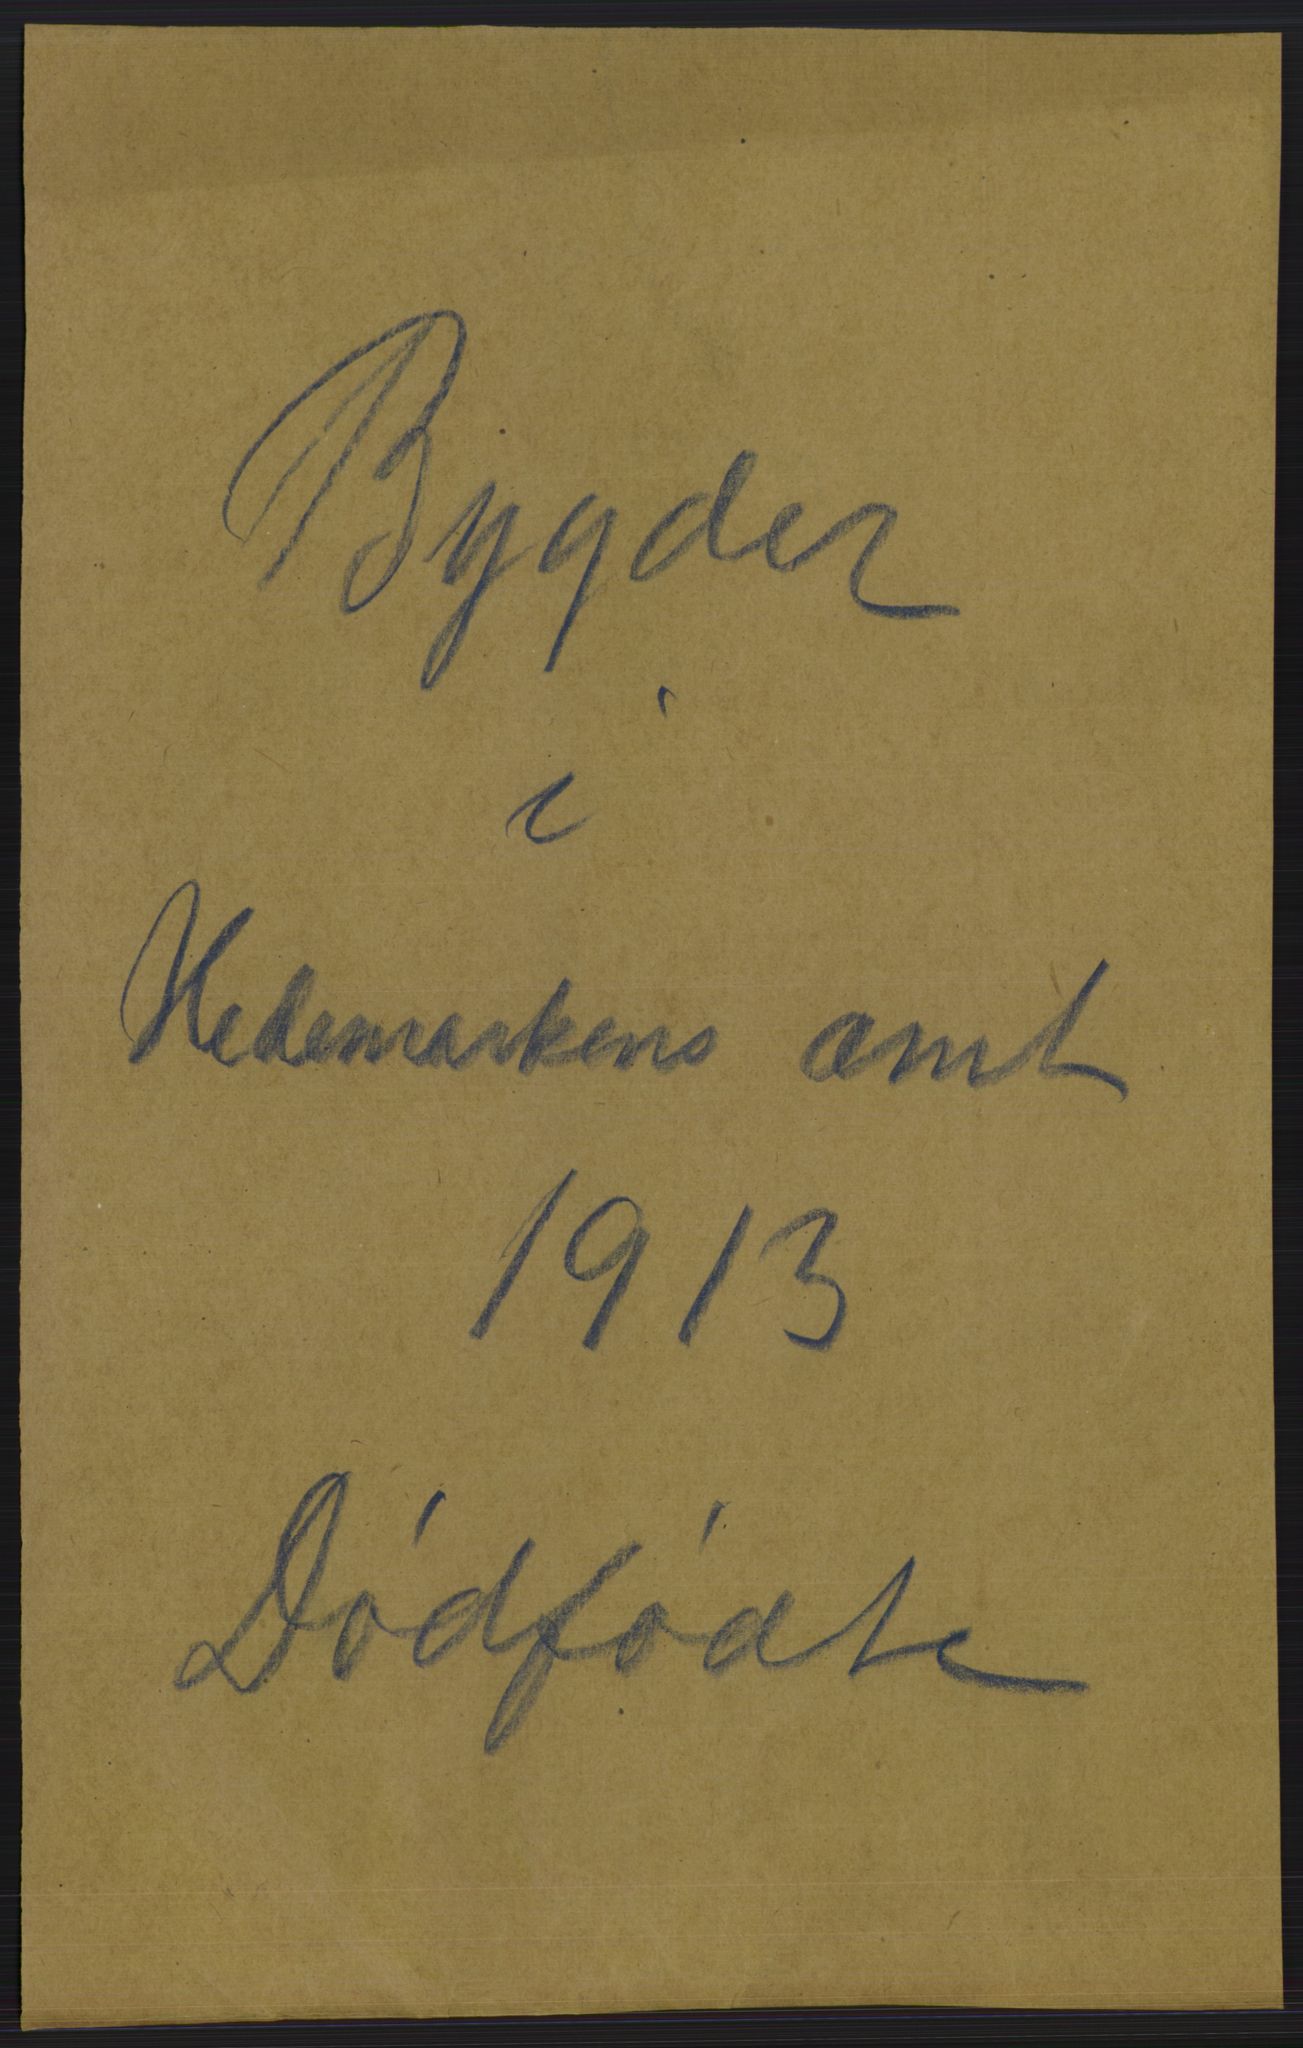 Bygder
i
Hedemarkens amt
1913
Dødfødte